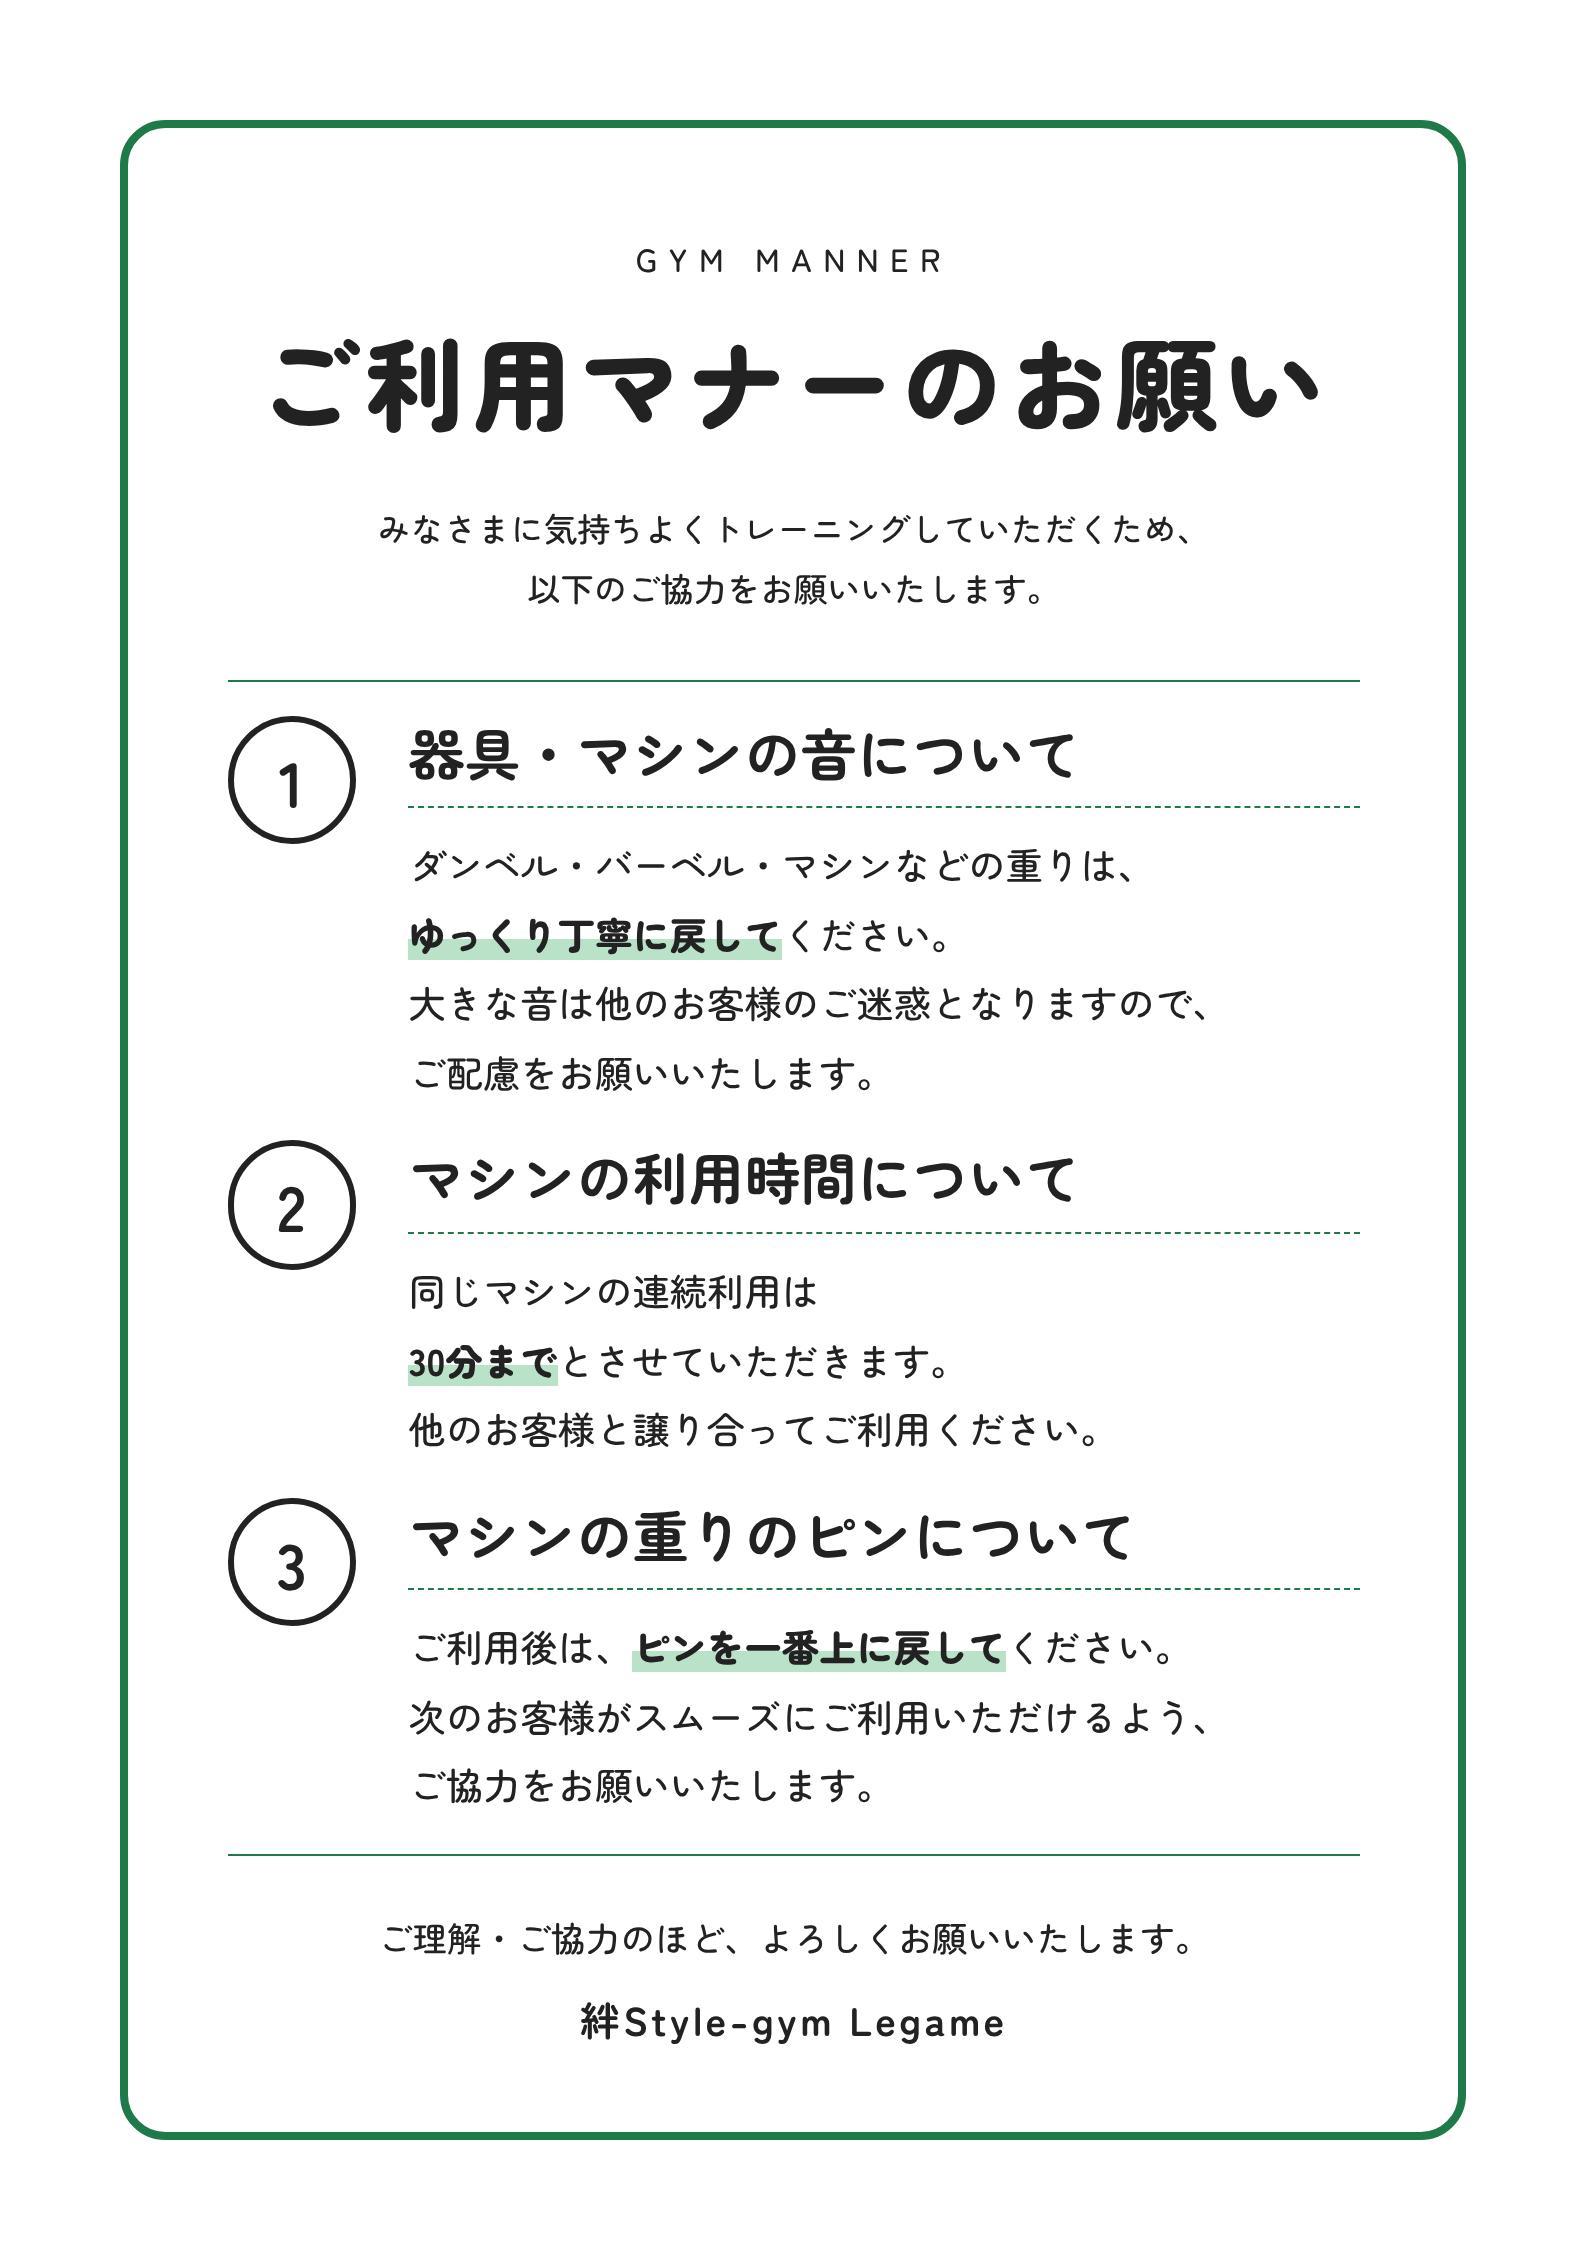 GYM MANNER
ご利用マナーのお願い
みなさまに気持ちよくトレーニングしていただくため、
以下のご協力をお願いいたします。
1
器具・マシンの音について
ダンベル・バーベル・マシンなどの重りは、
ゆっくり丁寧に戻してください。
大きな音は他のお客様のご迷惑となりますので、
ご配慮をお願いいたします。
2
マシンの利用時間について
同じマシンの連続利用は
30分までとさせていただきます。
他のお客様と譲り合ってご利用ください。
3
マシンの重りのピンについて
ご利用後は、ピンを一番上に戻してください。
次のお客様がスムーズにご利用いただけるよう、
ご協力をお願いいたします。
ご理解・ご協力のほど、よろしくお願いいたします。
絆Style-gym Legame